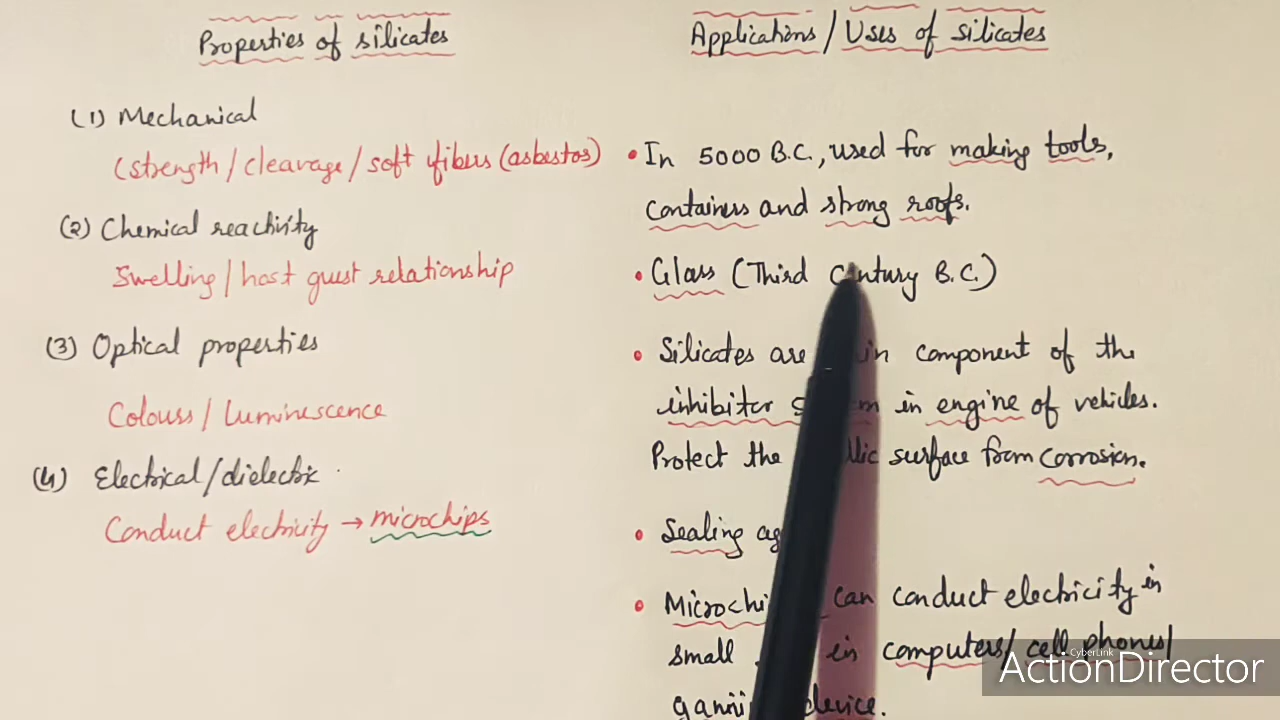 Properties of silicates
(1) Mechanical
(strength/cleavage/soft fibers (asbestos)
(2) Chemical reactivity
Swelling/host guest relationship
(3) Optical properties
Colours/Luminescence
(4) Electrical/dielectric
Conduct electricity → microchips
Applications/Uses of silicates
• In 5000 B.C., used for making tools,
containers and strong roofs.
• Glass (Third century B.C.)
• Silicates are in component of the
inhibitor in engine of vehicles.
Protect the surface from corrosion.
• Sealing
• can conduct electricity in
small in computers/cell phones/
device.
CyberLink
ActionDirector